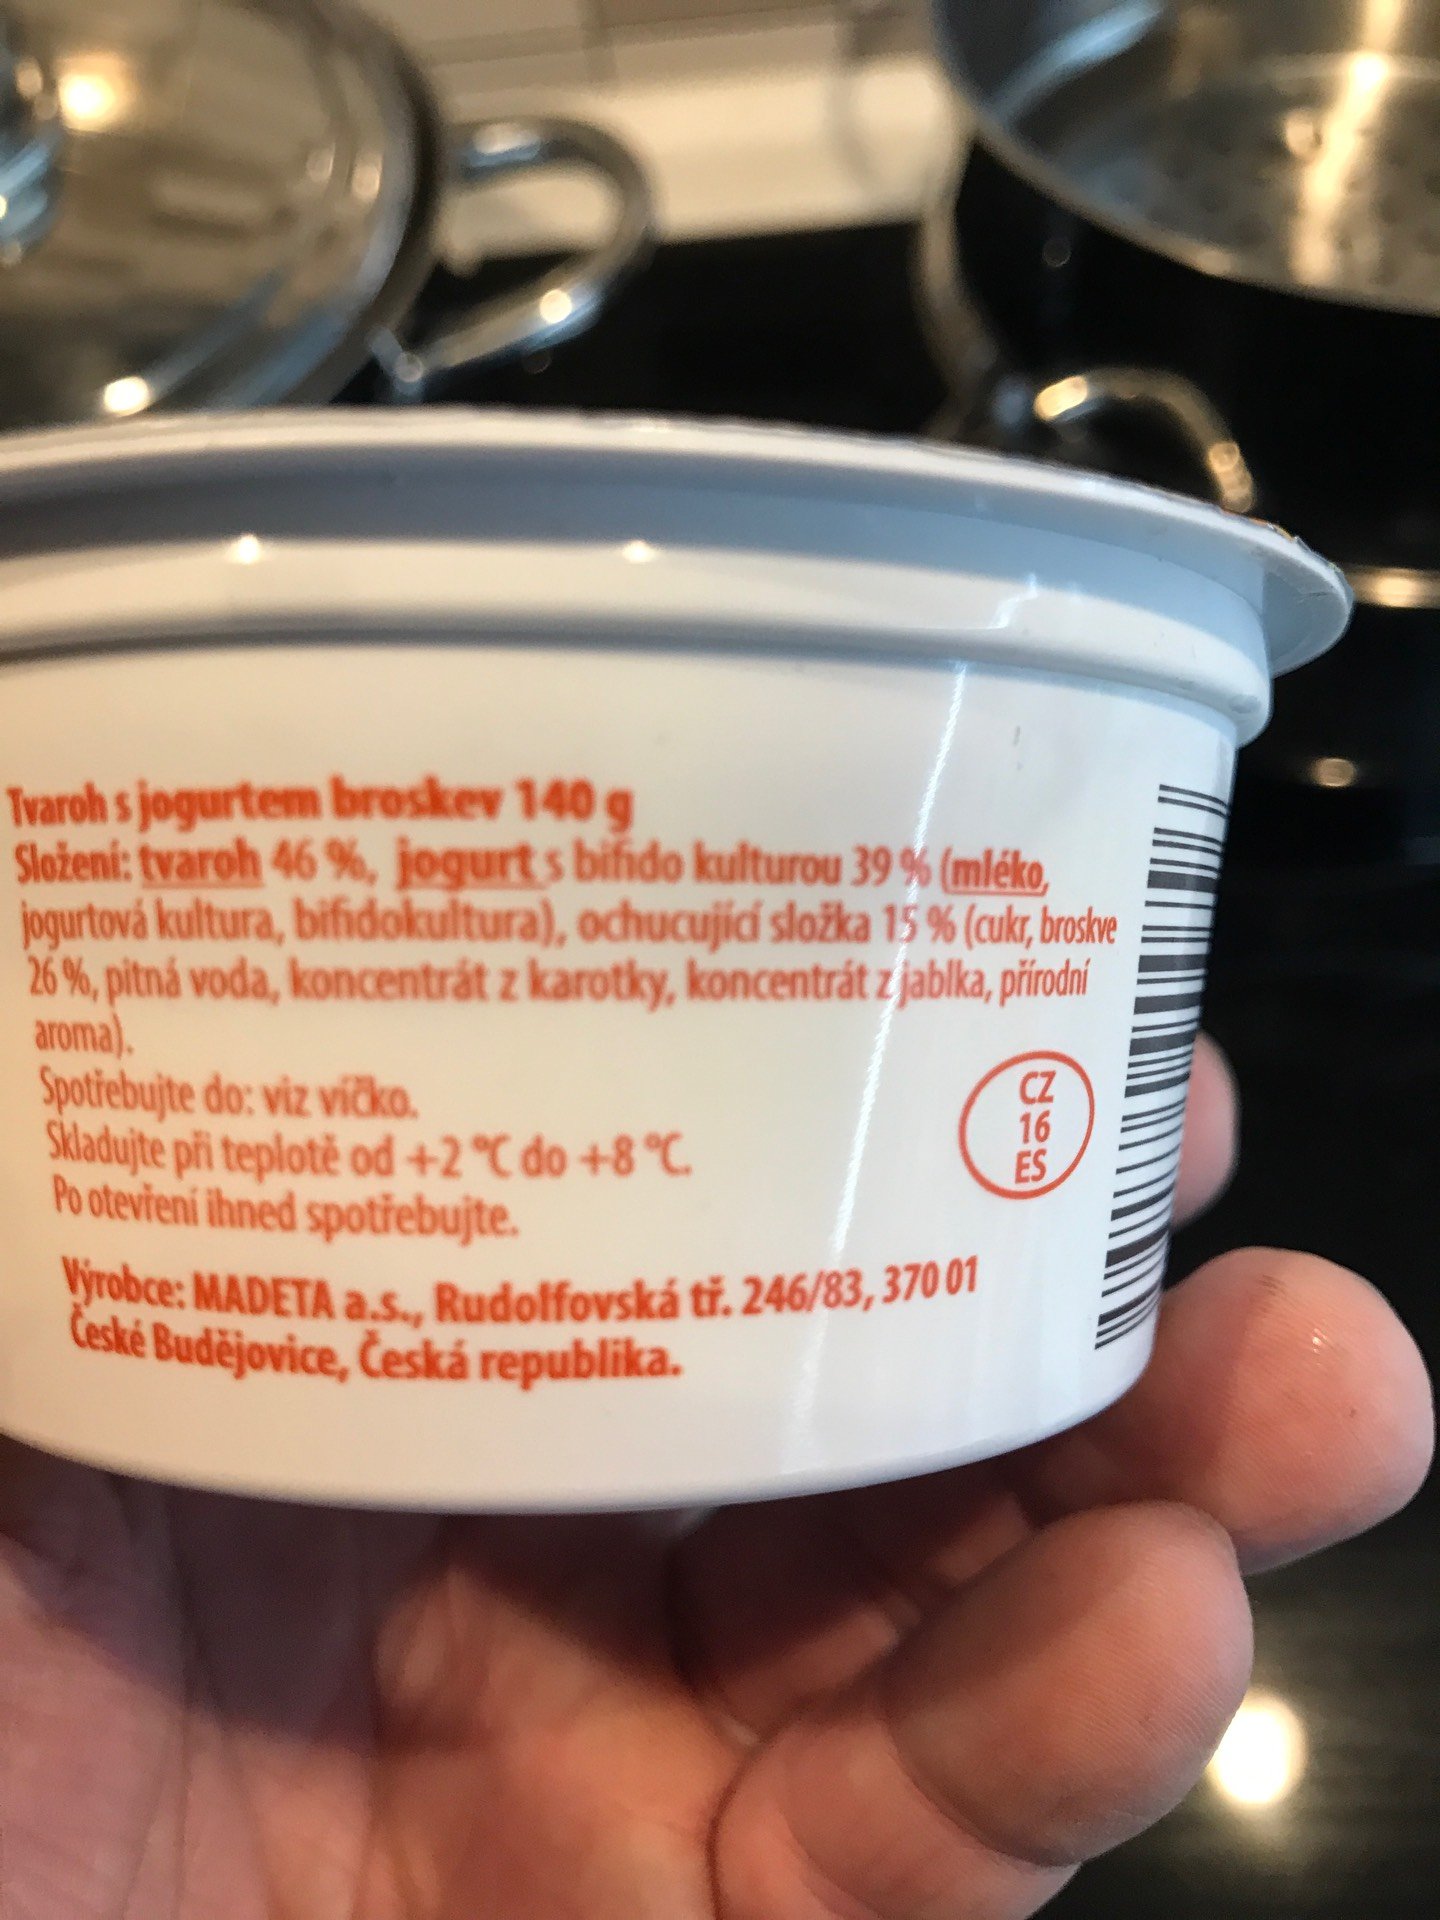 Tvaroh s jogurtem broskev 140 g
Složení: tvaroh 46 %, jogurt s bifido kulturou 39 % (mléko,
jogurtová kultura, bifidokultura), ochucující složka 15 % (cukr, broskve
26 %, pitná voda, koncentrát z karotky, koncentrát z jablka, přírodní
aroma).
Spotřebujte do: viz víčko.
Skladujte při teplotě od +2 °C do +8 °C.
Po otevření ihned spotřebujte.
CZ
16
ES
Výrobce: MADETA a.s., Rudolfovská tř. 246/83, 370 01
České Budějovice, Česká republika.